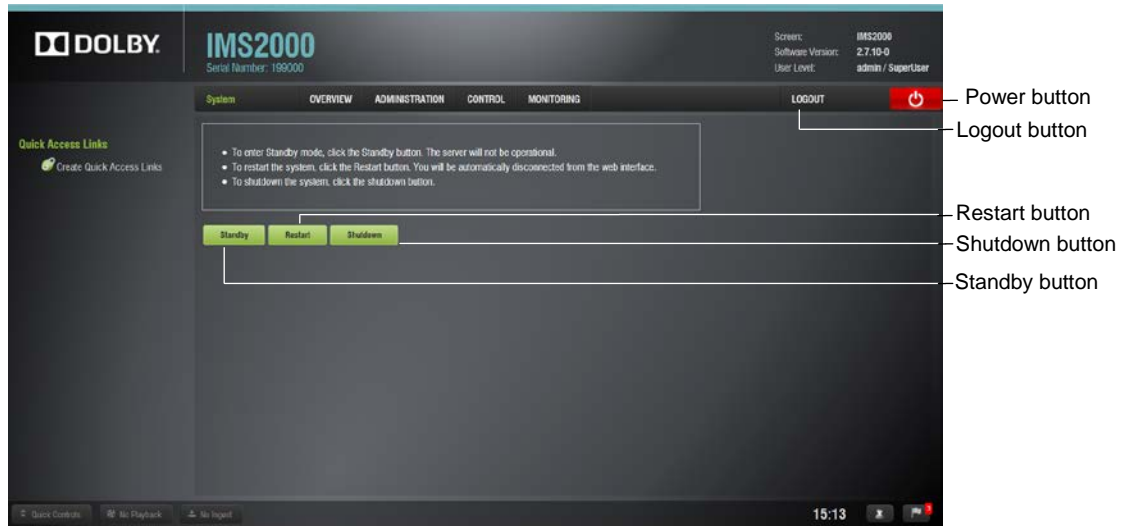 DOLBY.
IMS2000
Serial Number: 199000
Screen: IMS2000
Software Version: 2.7.10-0
User Level: admin / SuperUser
System OVERVIEW ADMINISTRATION CONTROL MONITORING LOGOUT
Power button
Logout button
Quick Access Links
Create Quick Access Links
• To enter Standby mode, click the Standby button. The server will not be operational.
• To restart the system, click the Restart button. You will be automatically disconnected from the web interface.
• To shutdown the system, click the shutdown button.
Restart button
Standby Restart Shutdown
Shutdown button
Standby button
Quick Controls No Playback No Ingest 15:13 3